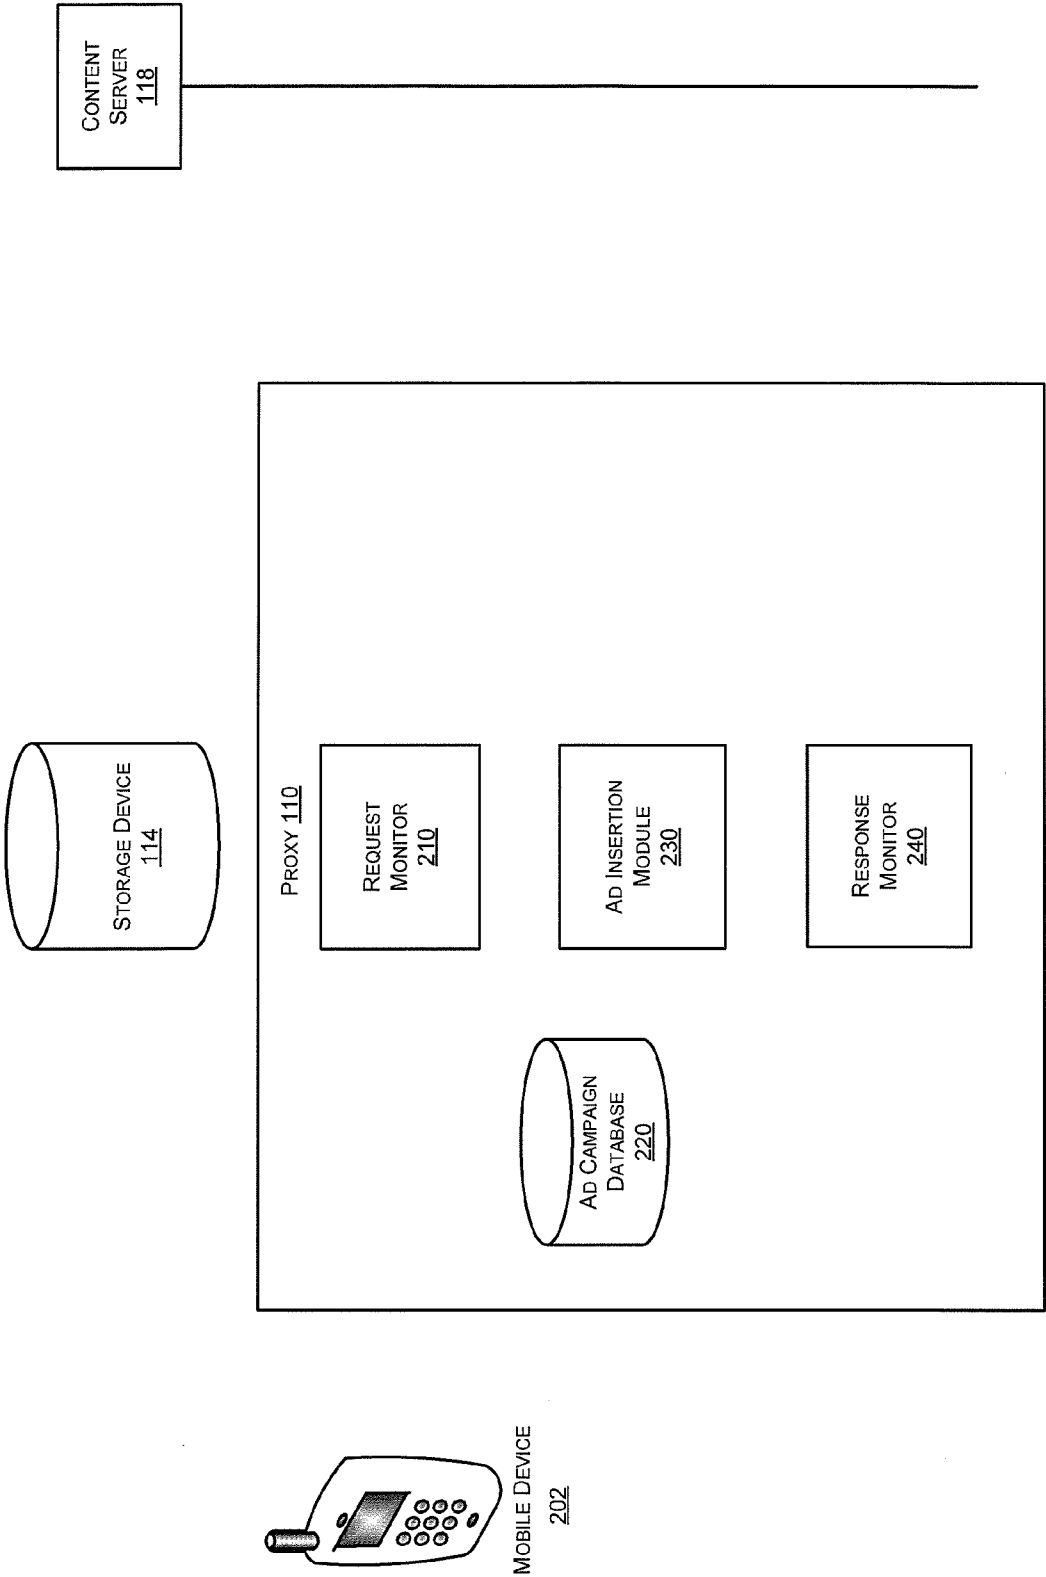 STORAGE DEVICE
114
CONTENT
SERVER
118
PROXY 110
REQUEST
MONITOR
210
MOBILE DEVICE
202
AD CAMPAIGN
DATABASE
220
AD INSERTION
MODULE
230
RESPONSE
MONITOR
240